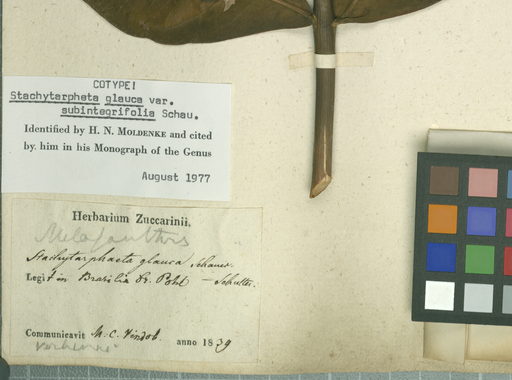 COTYPE!
Stachytarpheta glauca var.
subintegrifolia Schau.
Identified by H. N. MOLDENKE and cited
by him in his Monograph of the Genus
August 1977
Herbarium Zuccarinii.
Stachytarphaeta glauca Schauer.
Legit in Brasilia Dr. Pohl
Communicavit M. C. Vindob.
anno 1839